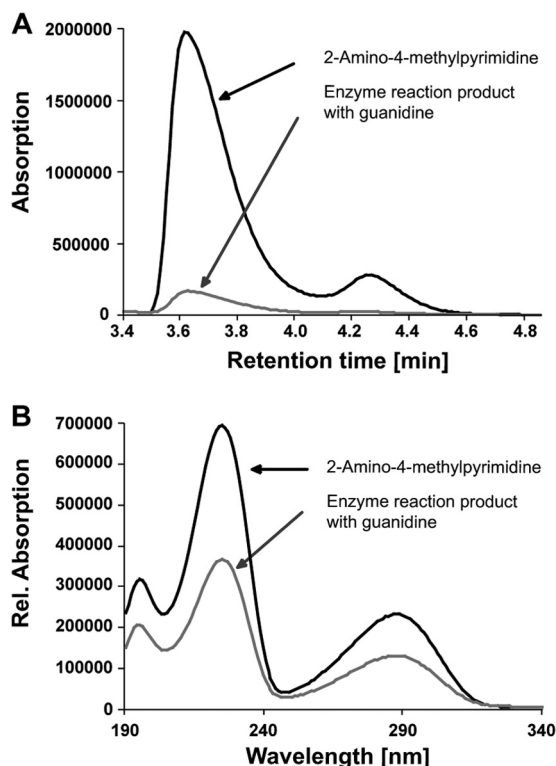 A
2000000
1500000
1000000
500000
0
Absorption
2-Amino-4-methylpyrimidine
Enzyme reaction product
with guanidine
3.4 3.6 3.8 4.0 4.2 4.4 4.6 4.8
Retention time [min]
B
700000
600000
500000
400000
300000
200000
100000
0
Rel. Absorption
2-Amino-4-methylpyrimidine
Enzyme reaction product
with guanidine
190 240 290 340
Wavelength [nm]